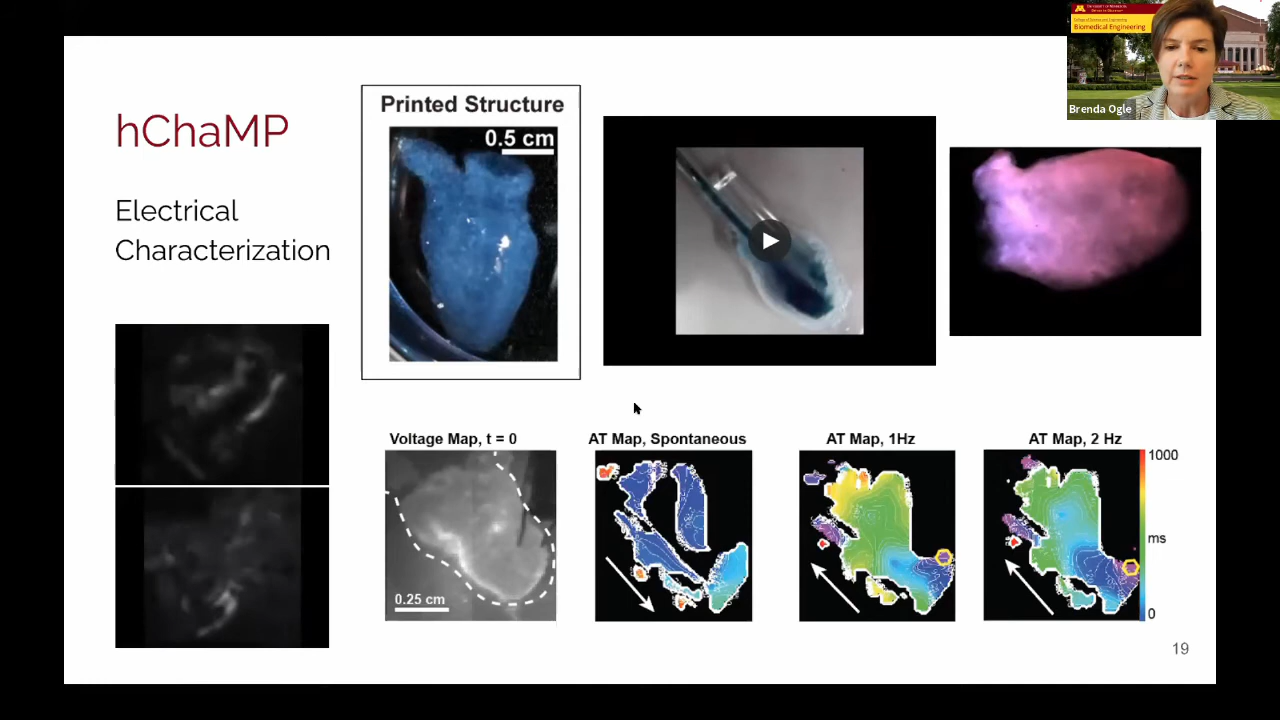 Biomedical Engineering
Brenda Ogle
hChaMP
Electrical
Characterization
Printed Structure
0.5 cm
Voltage Map, t = 0
AT Map, Spontaneous
AT Map, 1Hz
AT Map, 2 Hz
0.25 cm
1000
ms
0
19